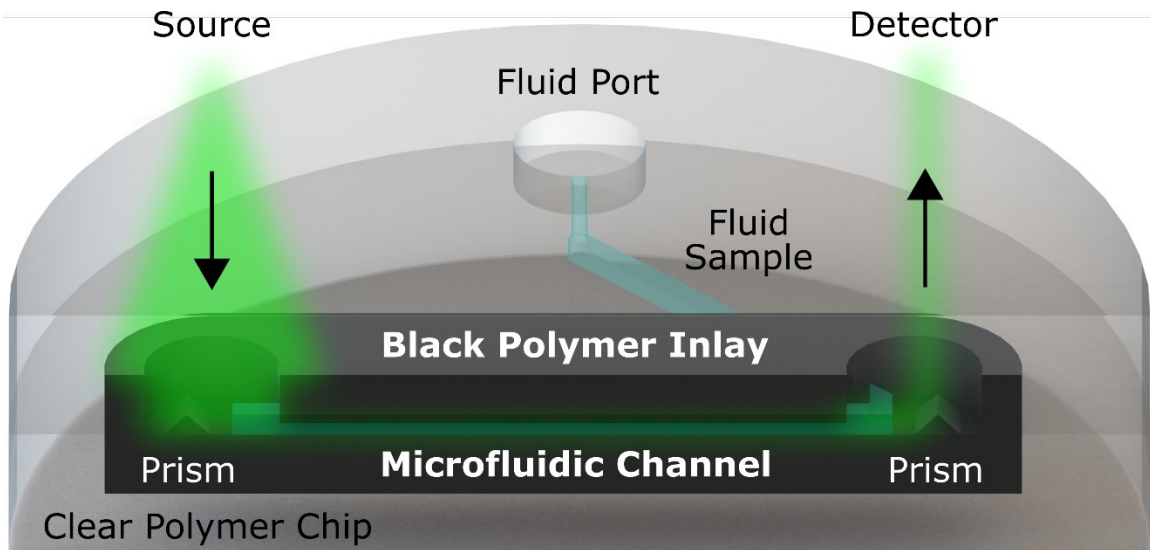 Source
Detector
Fluid Port
Fluid
Sample
Black Polymer Inlay
Prism
Microfluidic Channel
Prism
Clear Polymer Chip